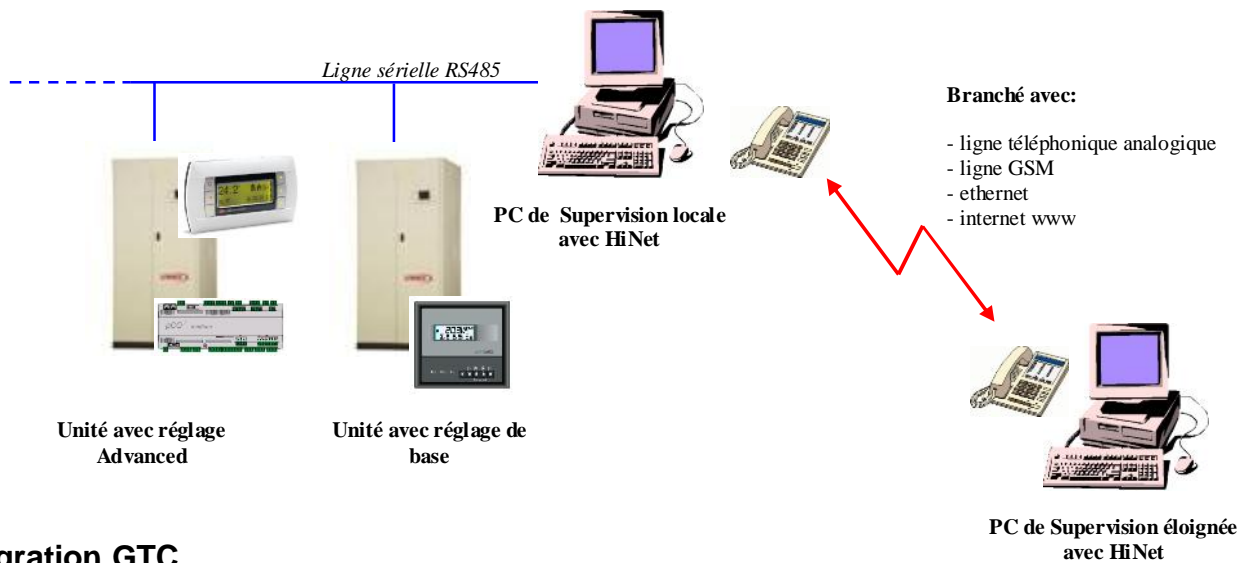 Ligne sérielle RS485
Branché avec:
- ligne téléphonique analogique
- ligne GSM
- ethernet
- internet www
PC de Supervision locale
avec HiNet
Unité avec réglage
Advanced
Unité avec réglage de
base
PC de Supervision éloignée
avec HiNet
gration GTC